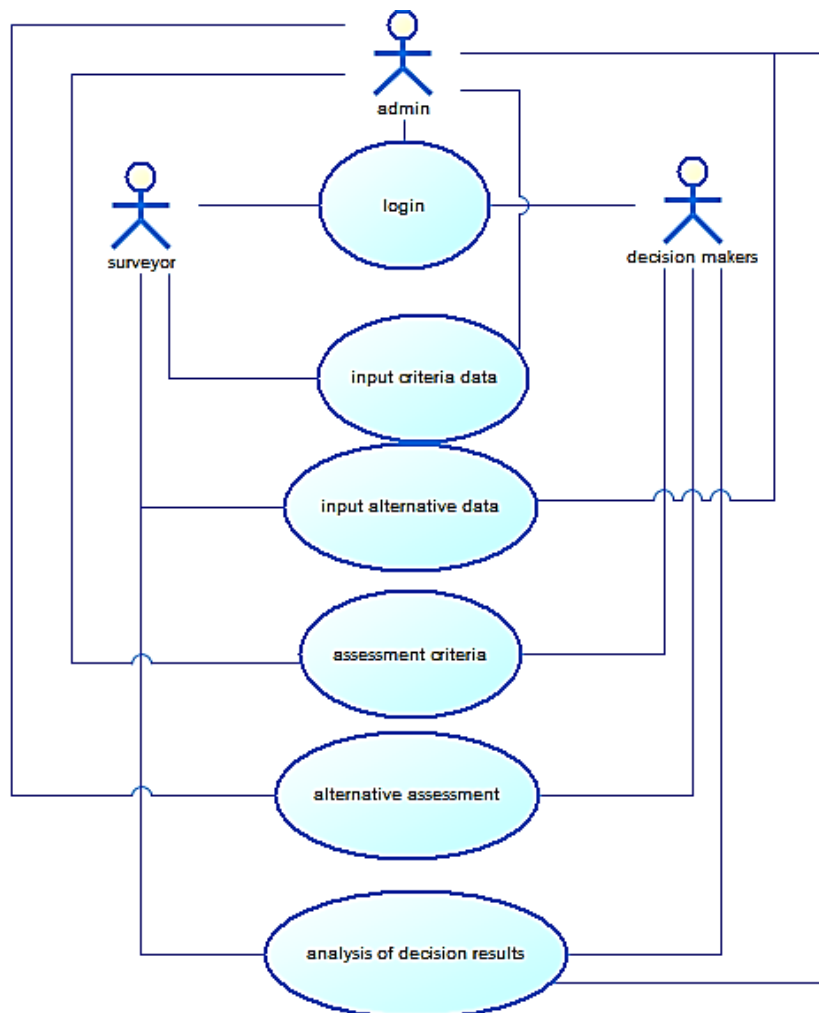 admin
login
surveyor
decision makers
input criteria data
input alternative data
assessment criteria
alternative assessment
analysis of decision results